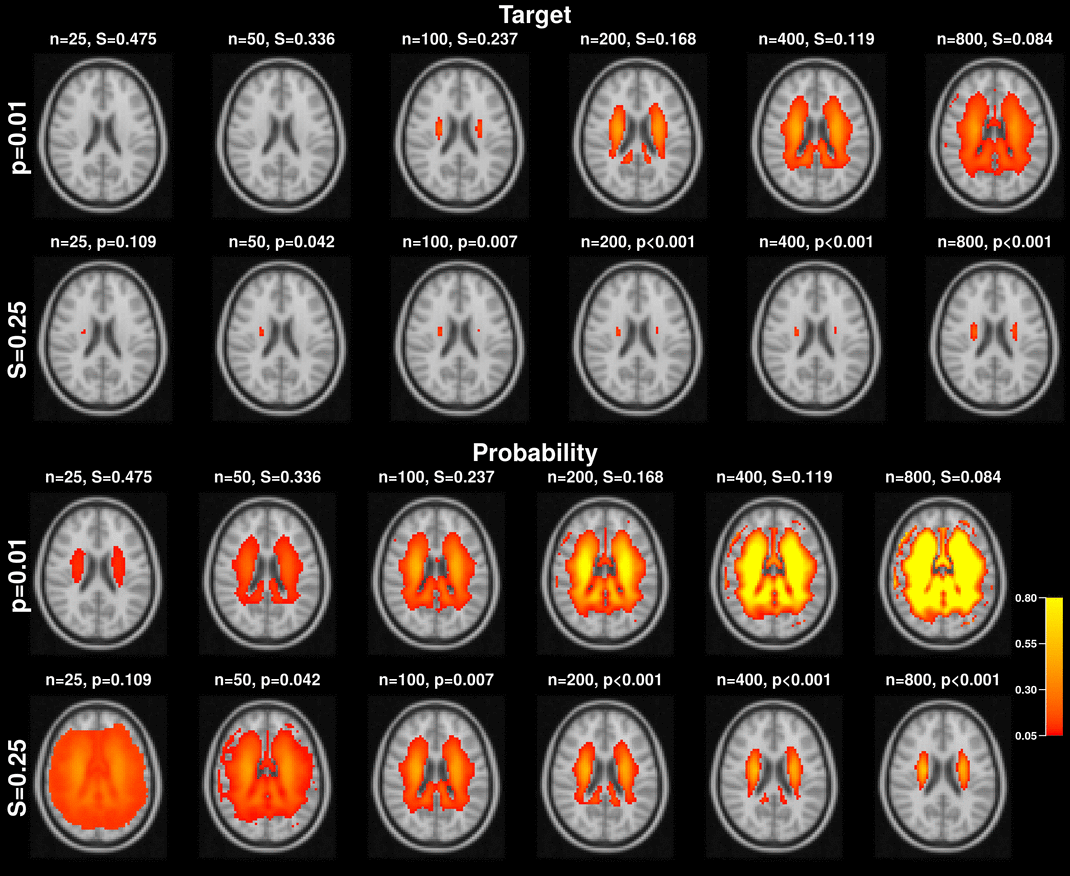 Target
n=25, S=0.475 n=50, S=0.336 n=100, S=0.237 n=200, S=0.168 n=400, S=0.119 n=800, S=0.084
p=0.01
n=25, p=0.109 n=50, p=0.042 n=100, p=0.007 n=200, p<0.001 n=400, p<0.001 n=800, p<0.001
S=0.25
Probability
n=25, S=0.475 n=50, S=0.336 n=100, S=0.237 n=200, S=0.168 n=400, S=0.119 n=800, S=0.084
p=0.01
0.80
0.55
0.30
0.05
n=25, p=0.109 n=50, p=0.042 n=100, p=0.007 n=200, p<0.001 n=400, p<0.001 n=800, p<0.001
S=0.25